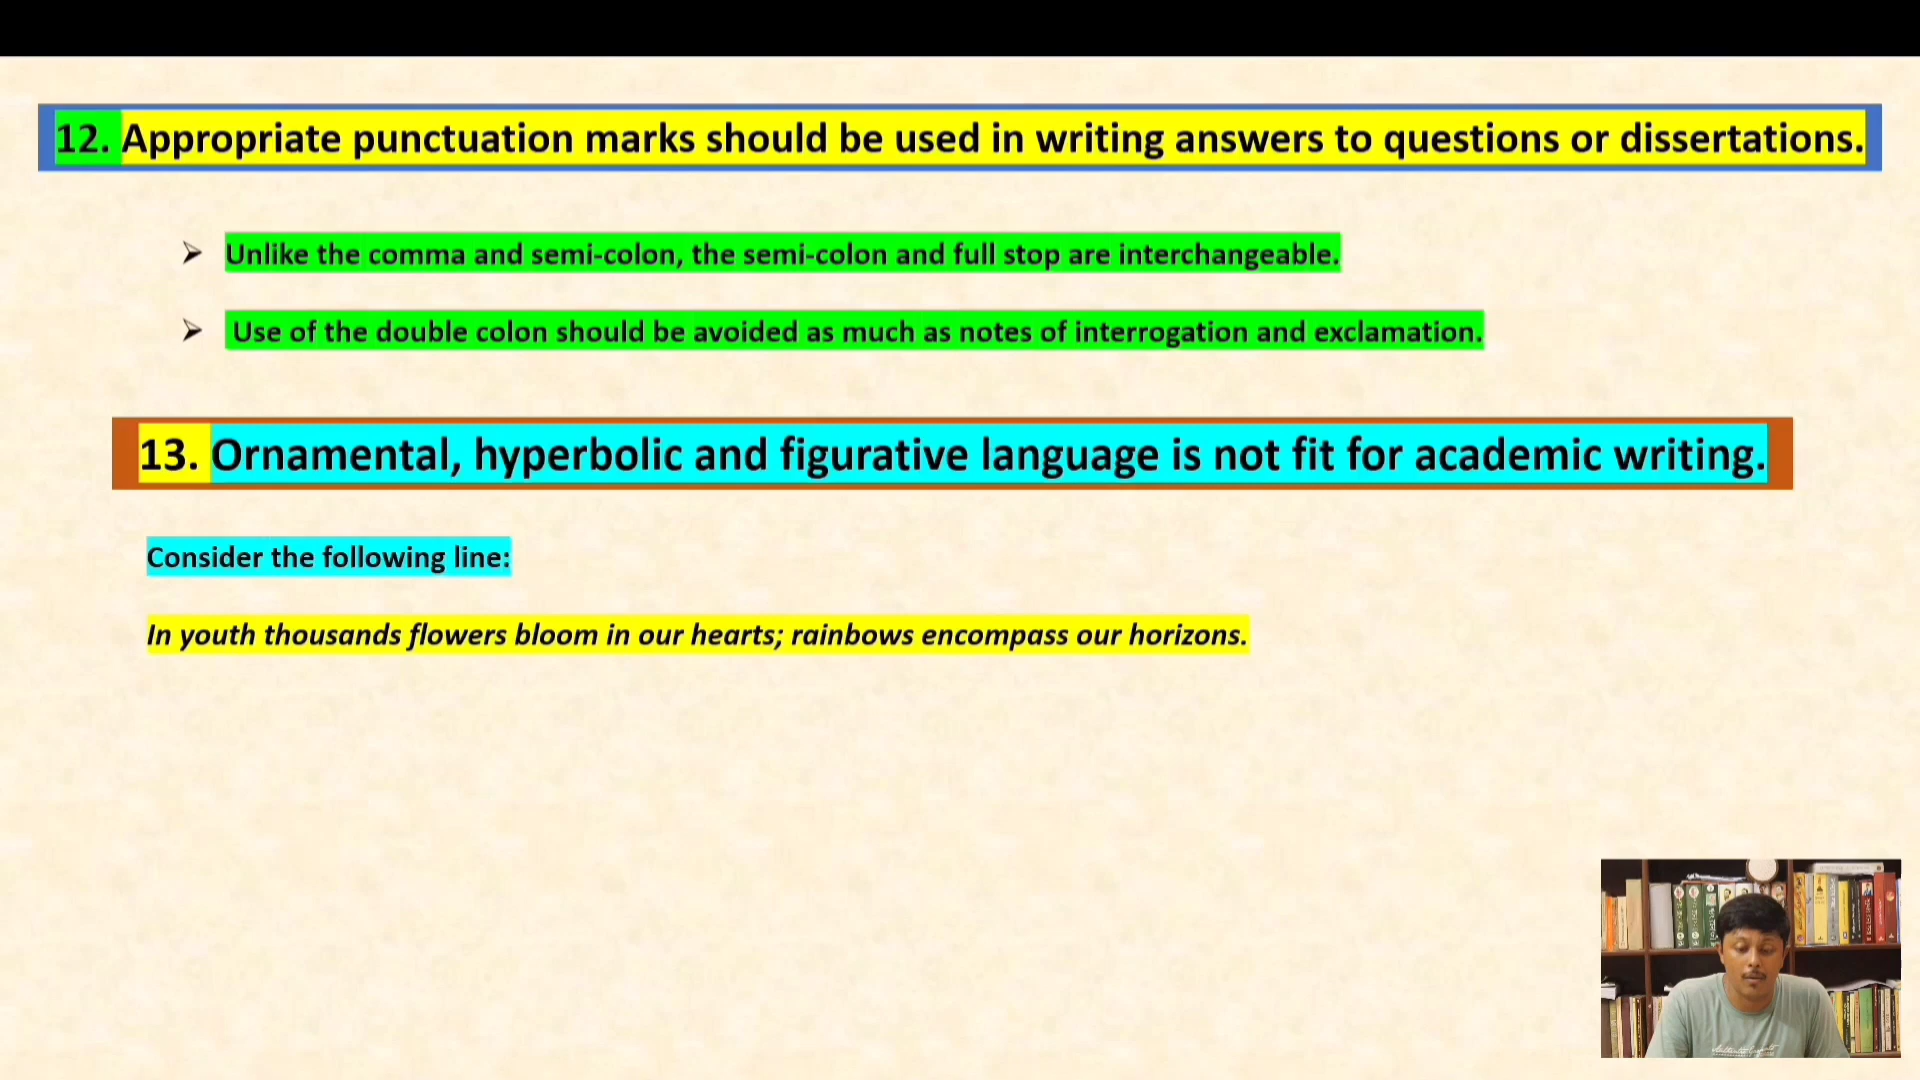 12. Appropriate punctuation marks should be used in writing answers to questions or dissertations.
➢ Unlike the comma and semi-colon, the semi-colon and full stop are interchangeable.
➢ Use of the double colon should be avoided as much as notes of interrogation and exclamation.
13. Ornamental, hyperbolic and figurative language is not fit for academic writing.
Consider the following line:
In youth thousands flowers bloom in our hearts; rainbows encompass our horizons.